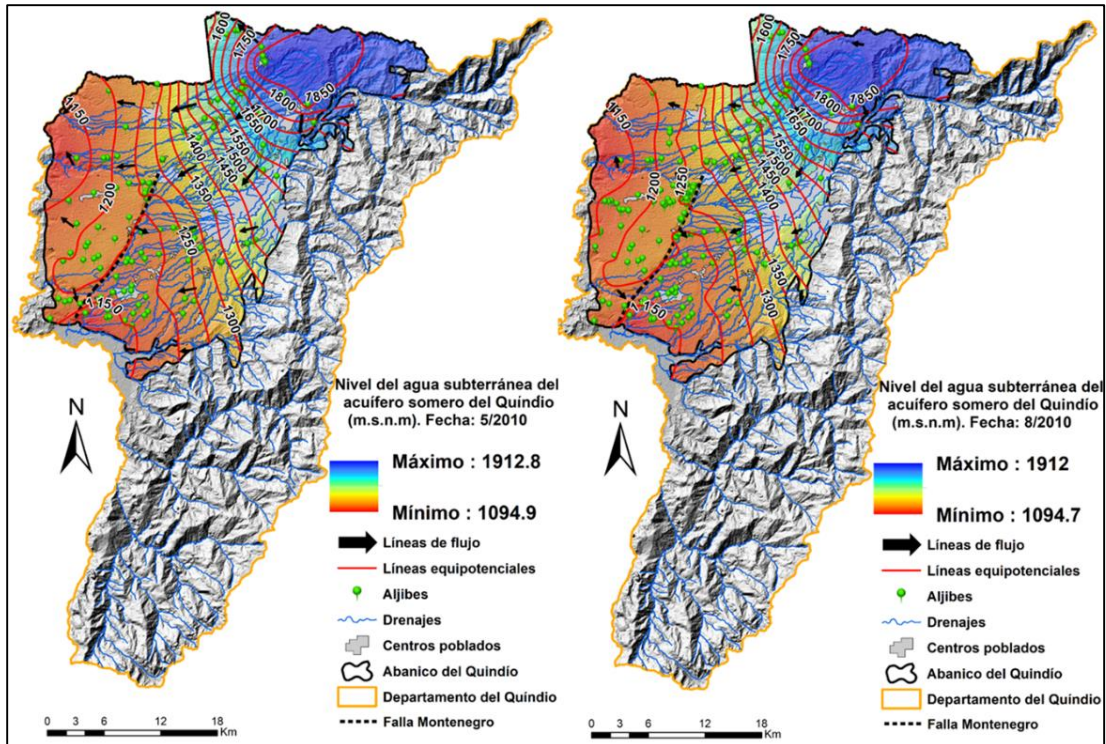 1600
1750
1800
1850
1700
1650
1550
1500
1450
1400
1350
1150
1200
1250
1300
1150
Nivel del agua subterránea del
acuífero somero del Quíndio
(m.s.n.m). Fecha: 5/2010
N
Máximo : 1912.8
Mínimo : 1094.9
Líneas de flujo
Líneas equipotenciales
Aljibes
Drenajes
Centros poblados
Abanico del Quindío
Departamento del Quíndio
Falla Montenegro
0 3 6 12 18
Km
1600
1750
1800
1850
1700
1650
1550
1500
1450
1400
1350
1150
1200
1250
1300
1150
Nivel del agua subterránea del
acuífero somero del Quíndio
(m.s.n.m). Fecha: 8/2010
N
Máximo : 1912
Mínimo : 1094.7
Líneas de flujo
Líneas equipotenciales
Aljibes
Drenajes
Centros poblados
Abanico del Quindío
Departamento del Quíndio
Falla Montenegro
0 3 6 12 18
Km